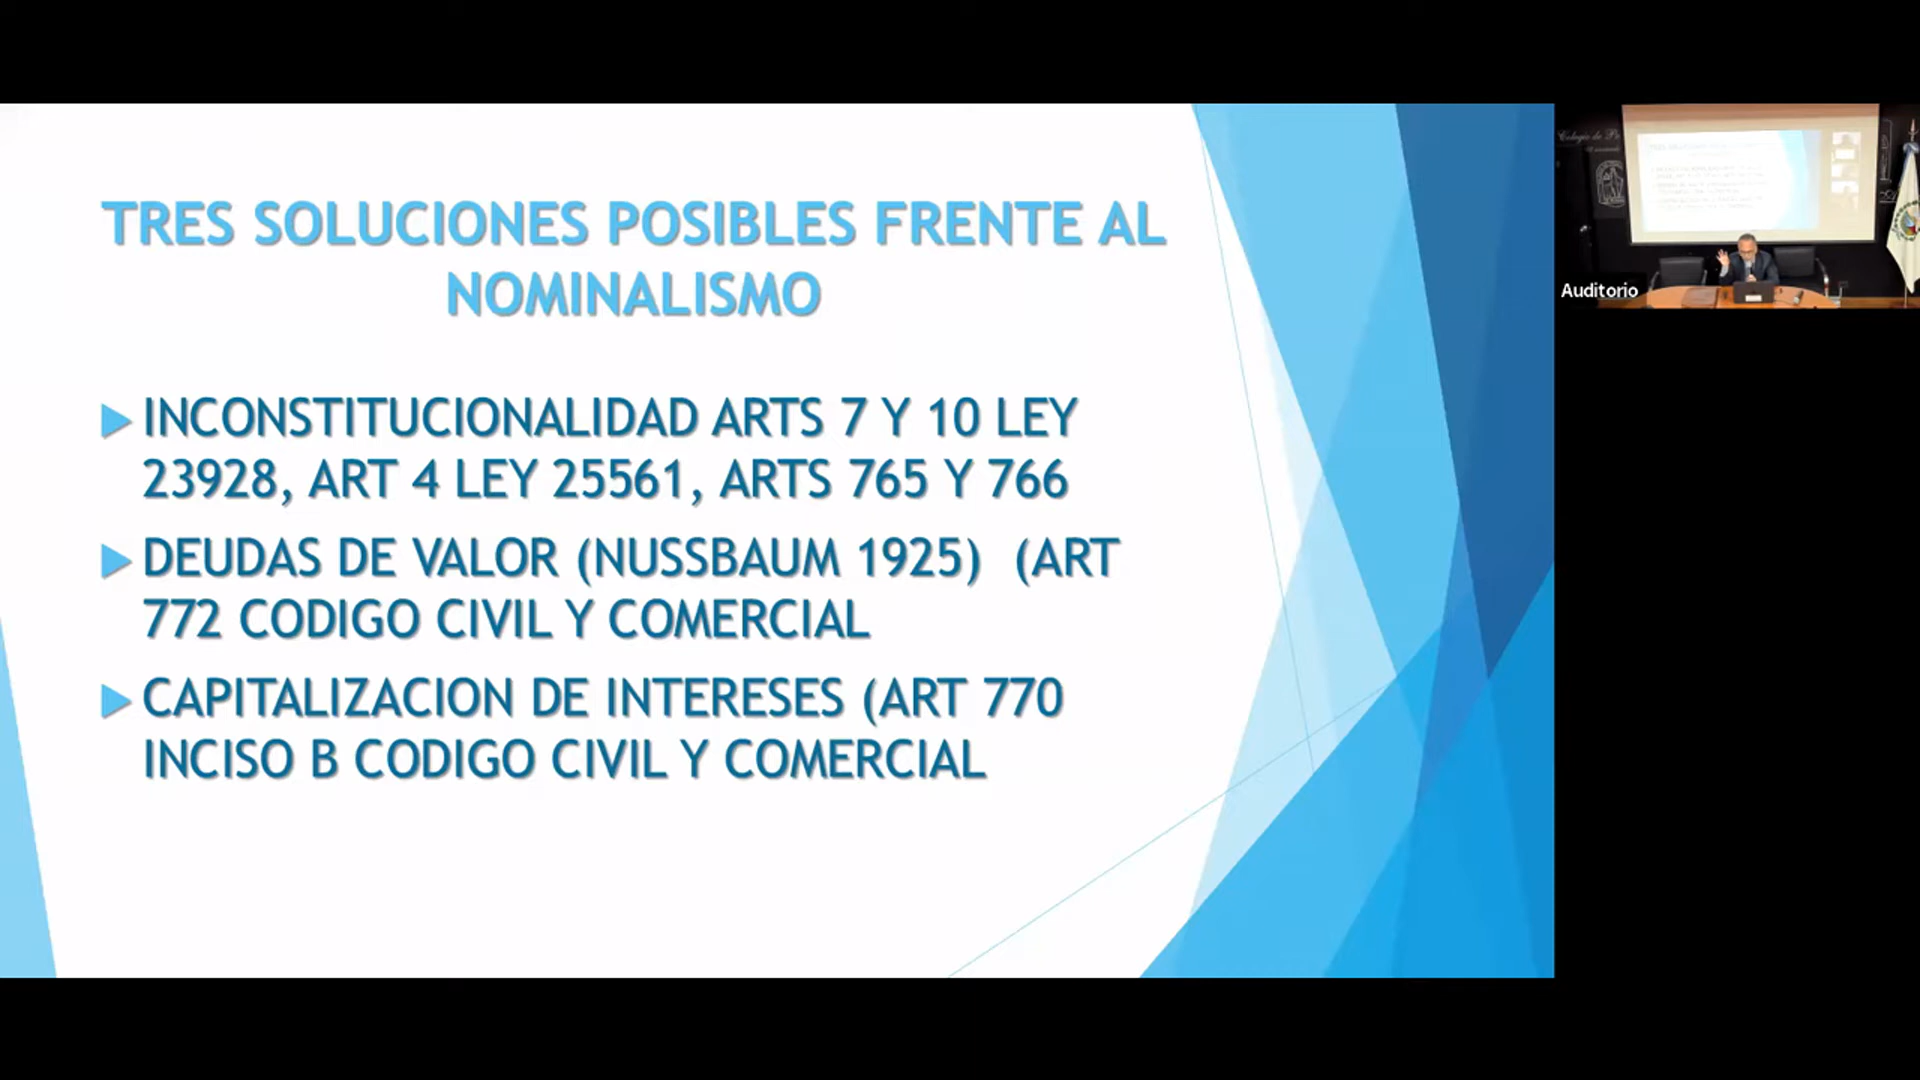 TRES SOLUCIONES POSIBLES FRENTE AL
NOMINALISMO
INCONSTITUCIONALIDAD ARTS 7 Y 10 LEY
23928, ART 4 LEY 25561, ARTS 765 Y 766
DEUDAS DE VALOR (NUSSBAUM 1925) (ART
772 CODIGO CIVIL Y COMERCIAL
CAPITALIZACION DE INTERESES (ART 770
INCISO B CODIGO CIVIL Y COMERCIAL
Colegio de
Auditorio